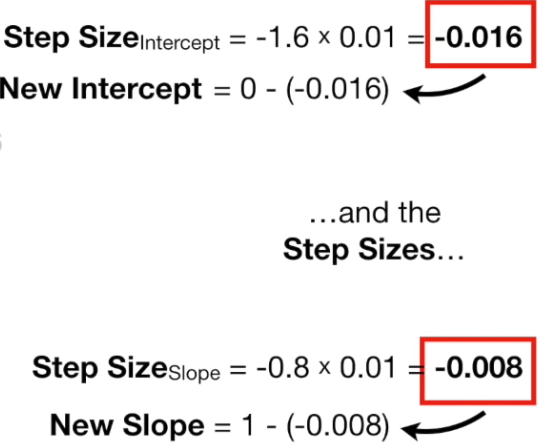 Step SizeIntercept = -1.6 × 0.01 = -0.016
New Intercept = 0 - (-0.016)
…and the
Step Sizes…
Step SizeSlope = -0.8 × 0.01 = -0.008
New Slope = 1 - (-0.008)